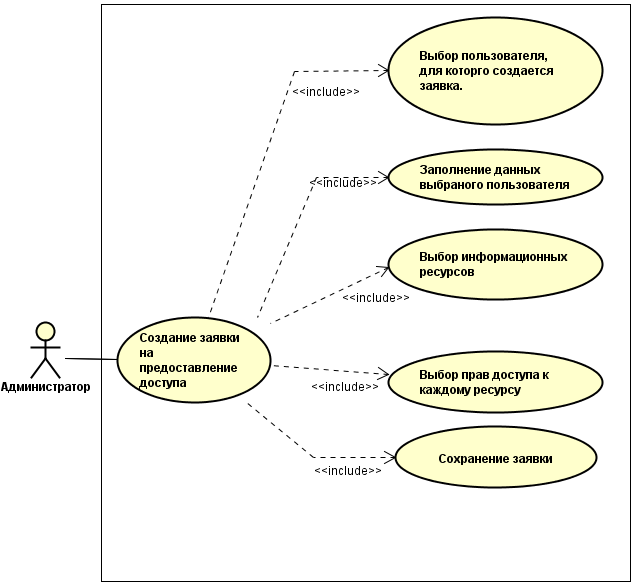 Выбор пользователя,
для которго создается
заявка.
<<include>>
Заполнение данных
выбраного пользователя
<<include>>
Выбор информационных
ресурсов
<<include>>
Создание заявки
на
предоставление
доступа
Администратор
Выбор прав доступа к
каждому ресурсу
<<include>>
Сохранение заявки
<<include>>